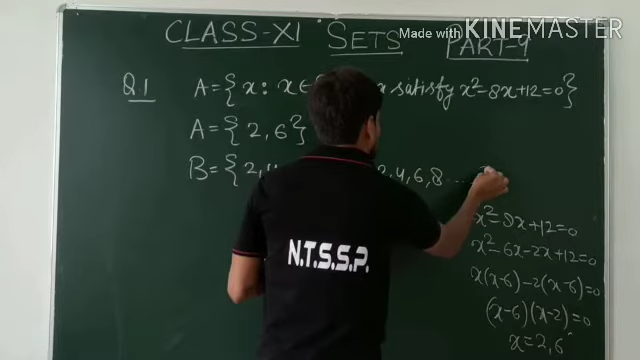 Made with KINEMASTER
CLASS-XI SETS PART-9
Q1 A={x: x∈ x satisfy x²-8x+12=0}
A={2,6}
B={2,4 2,4,6,8....
x²-8x+12=0
x²-6x-2x+12=0
x(x-6)-2(x-6)=0
(x-6)(x-2)=0
x=2,6
N.T.S.S.P.